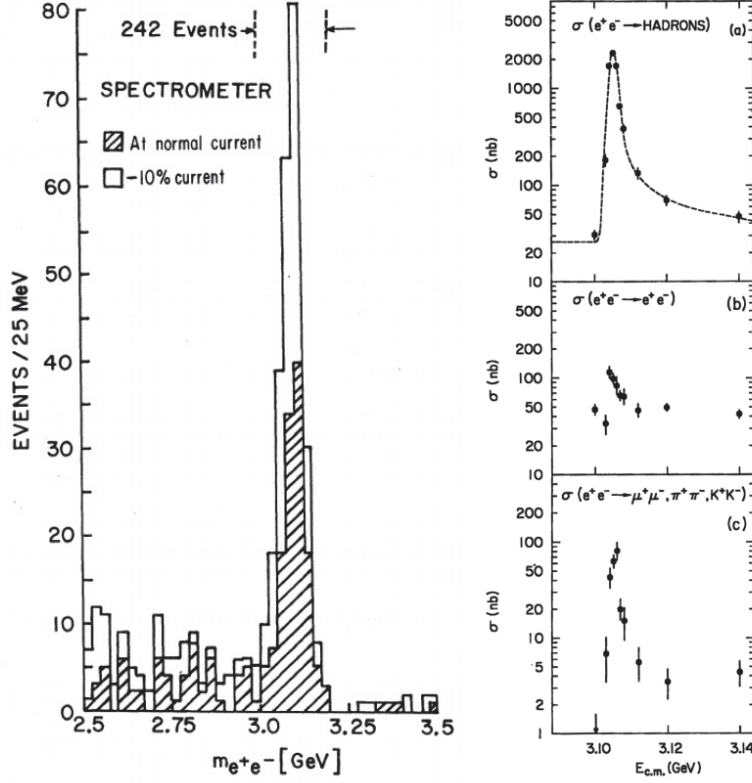 80
242 Events
SPECTROMETER
At normal current
-10% current
70
60
50
40
30
20
10
0
EVENTS / 25 MeV
2.5
2.75
3.0
3.25
3.5
me+e- [GeV]
5000
2000
1000
500
200
100
50
20
10
σ (nb)
σ (e+e-→HADRONS)
(a)
500
200
100
50
20
10
σ (nb)
σ (e+e-→e+e-)
(b)
200
100
50
20
10
5
2
1
σ (nb)
σ (e+e-→μ+μ-, π+π-, K+K-)
(c)
3.10
3.12
3.14
Ec.m. (GeV)